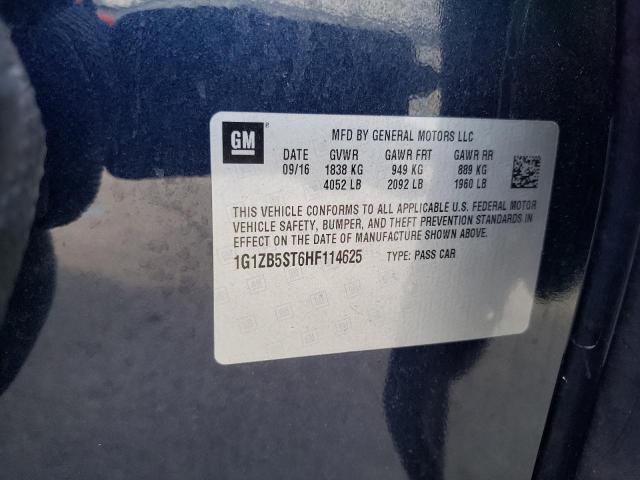 GM
MFD BY GENERAL MOTORS LLC
DATE GVWR GAWR FRT GAWR RR
09/16 1838 KG 949 KG 889 KG
4052 LB 2092 LB 1960 LB
THIS VEHICLE CONFORMS TO ALL APPLICABLE U.S. FEDERAL MOTOR
VEHICLE SAFETY, BUMPER, AND THEFT PREVENTION STANDARDS IN
EFFECT ON THE DATE OF MANUFACTURE SHOWN ABOVE.
1G1ZB5ST6HF114625 TYPE: PASS CAR